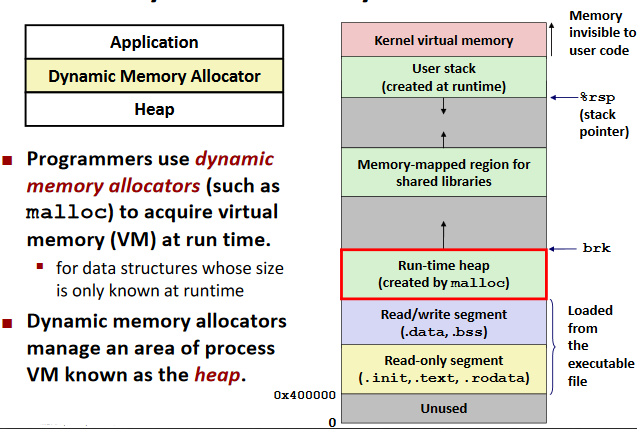 Application
Dynamic Memory Allocator
Heap
■ Programmers use dynamic
memory allocators (such as
malloc) to acquire virtual
memory (VM) at run time.
▪ for data structures whose size
is only known at runtime
■ Dynamic memory allocators
manage an area of process
VM known as the heap.
Kernel virtual memory
User stack
(created at runtime)
Memory-mapped region for
shared libraries
Run-time heap
(created by malloc)
Read/write segment
(.data, .bss)
Read-only segment
(.init, .text, .rodata)
Unused
0x400000
0
Memory
invisible to
user code
%rsp
(stack
pointer)
brk
Loaded
from
the
executable
file